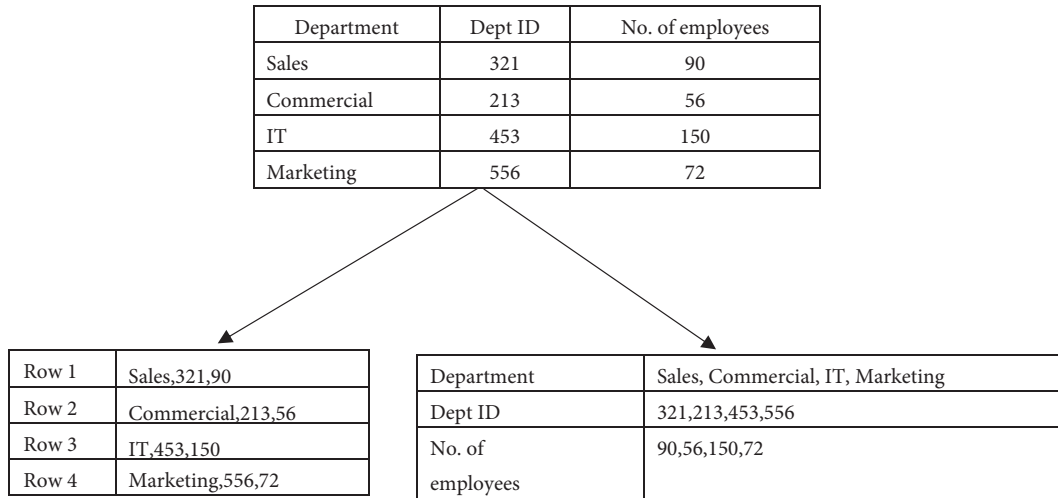 Department Dept ID No. of employees
Sales 321 90
Commercial 213 56
IT 453 150
Marketing 556 72
Row 1 Sales,321,90
Row 2 Commercial,213,56
Row 3 IT,453,150
Row 4 Marketing,556,72
Department Sales, Commercial, IT, Marketing
Dept ID 321,213,453,556
No. of 90,56,150,72
employees